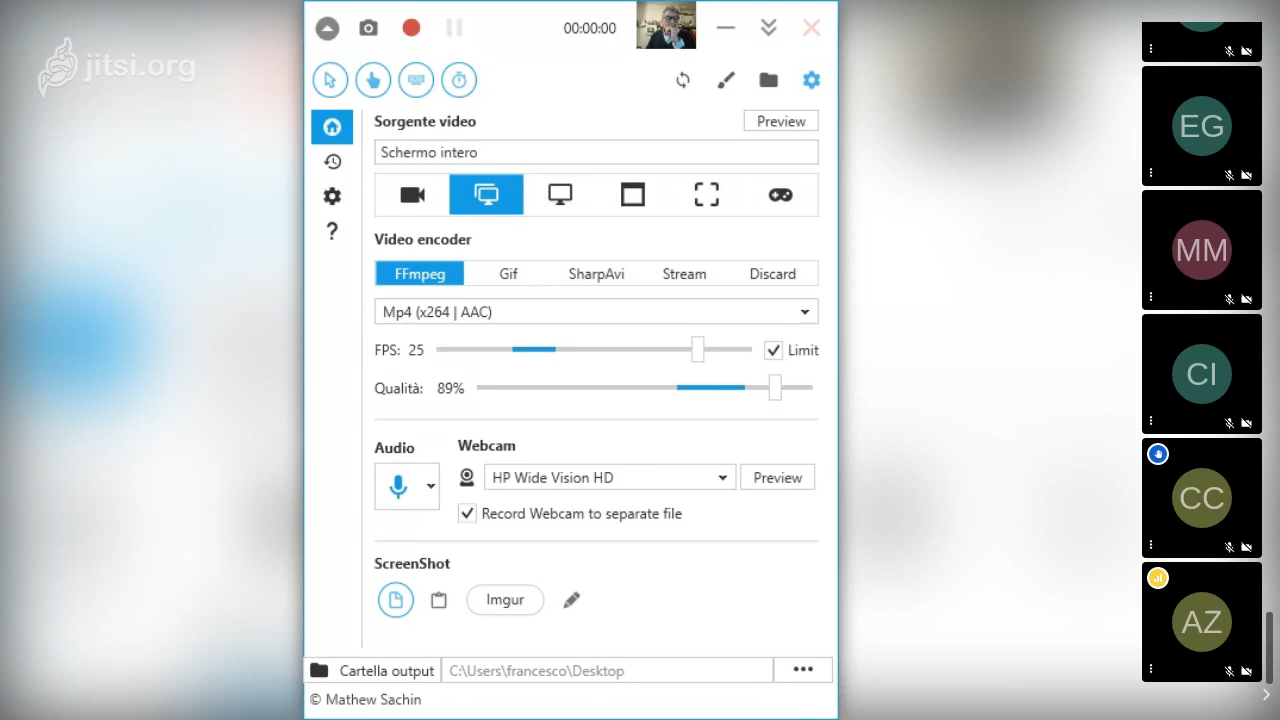 jitsi.org
00:00:00
Sorgente video
Preview
Schermo intero
Video encoder
FFmpeg Gif SharpAvi Stream Discard
Mp4 (x264 | AAC)
FPS: 25
Limit
Qualità: 89%
Audio
Webcam
HP Wide Vision HD
Preview
Record Webcam to separate file
ScreenShot
Imgur
Cartella output
C:\Users\francesco\Desktop
© Mathew Sachin
EG
MM
CI
CC
AZ